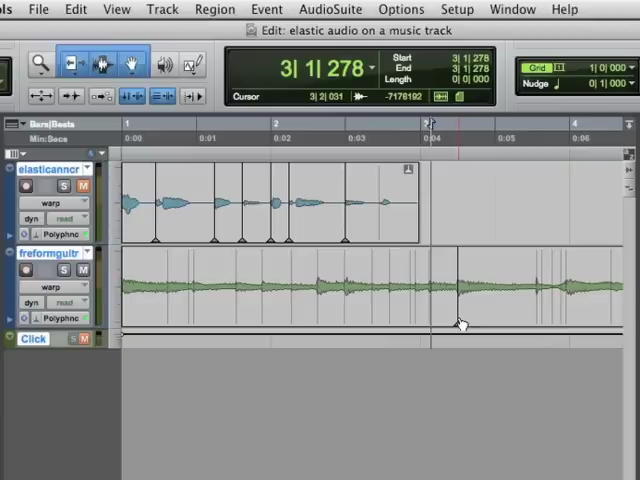 ols File Edit View Track Region Event AudioSuite Options Setup Window Help
Edit: elastic audio on a music track
3| 1| 278
Start 3| 1| 278
End 3| 1| 278
Length 0| 0| 000
Cursor 3| 2| 031 -7176192
Grid 1| 0| 000
Nudge 0| 1| 000
Bars|Beats 1 2 4
Min:Secs 0:00 0:01 0:02 0:03 0:04 0:05 0:06
elasticanncr
S M
warp
dyn read
Polyphnc
freformguitr
S M
warp
dyn read
Polyphnc
Click S M